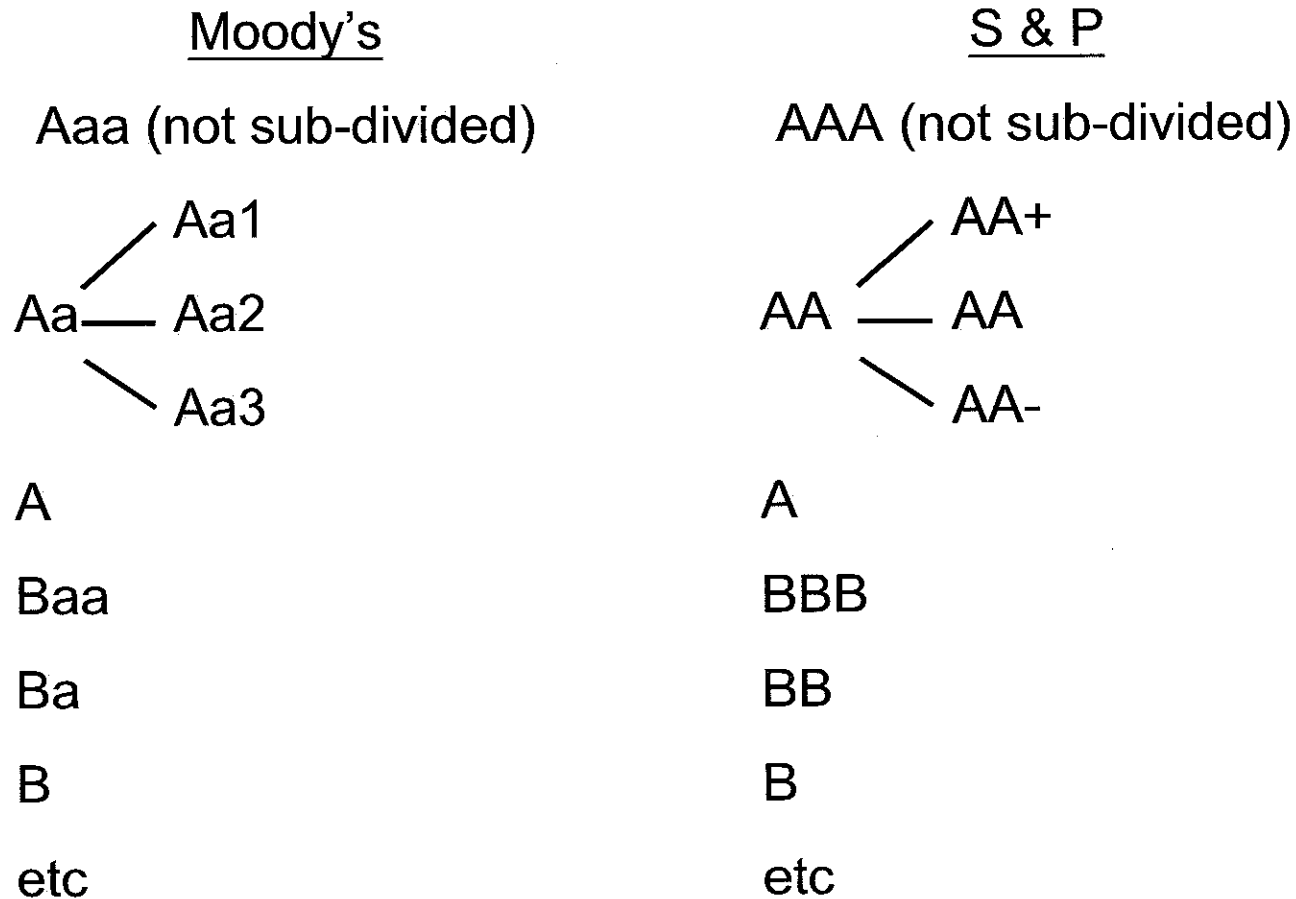 Moody's S & P
Aaa (not sub-divided) AAA (not sub-divided)
Aa1 AA+
Aa Aa2 AA AA
Aa3 AA-
A A
Baa BBB
Ba BB
B B
etc etc